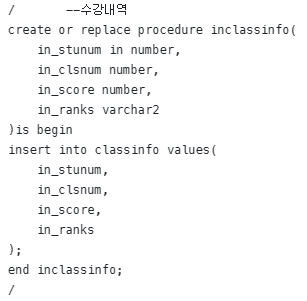 /       --수강내역
create or replace procedure inclassinfo(
    in_stunum in number,
    in_clsnum number,
    in_score number,
    in_ranks varchar2
)is begin
insert into classinfo values(
    in_stunum,
    in_clsnum,
    in_score,
    in_ranks
);
end inclassinfo;
/